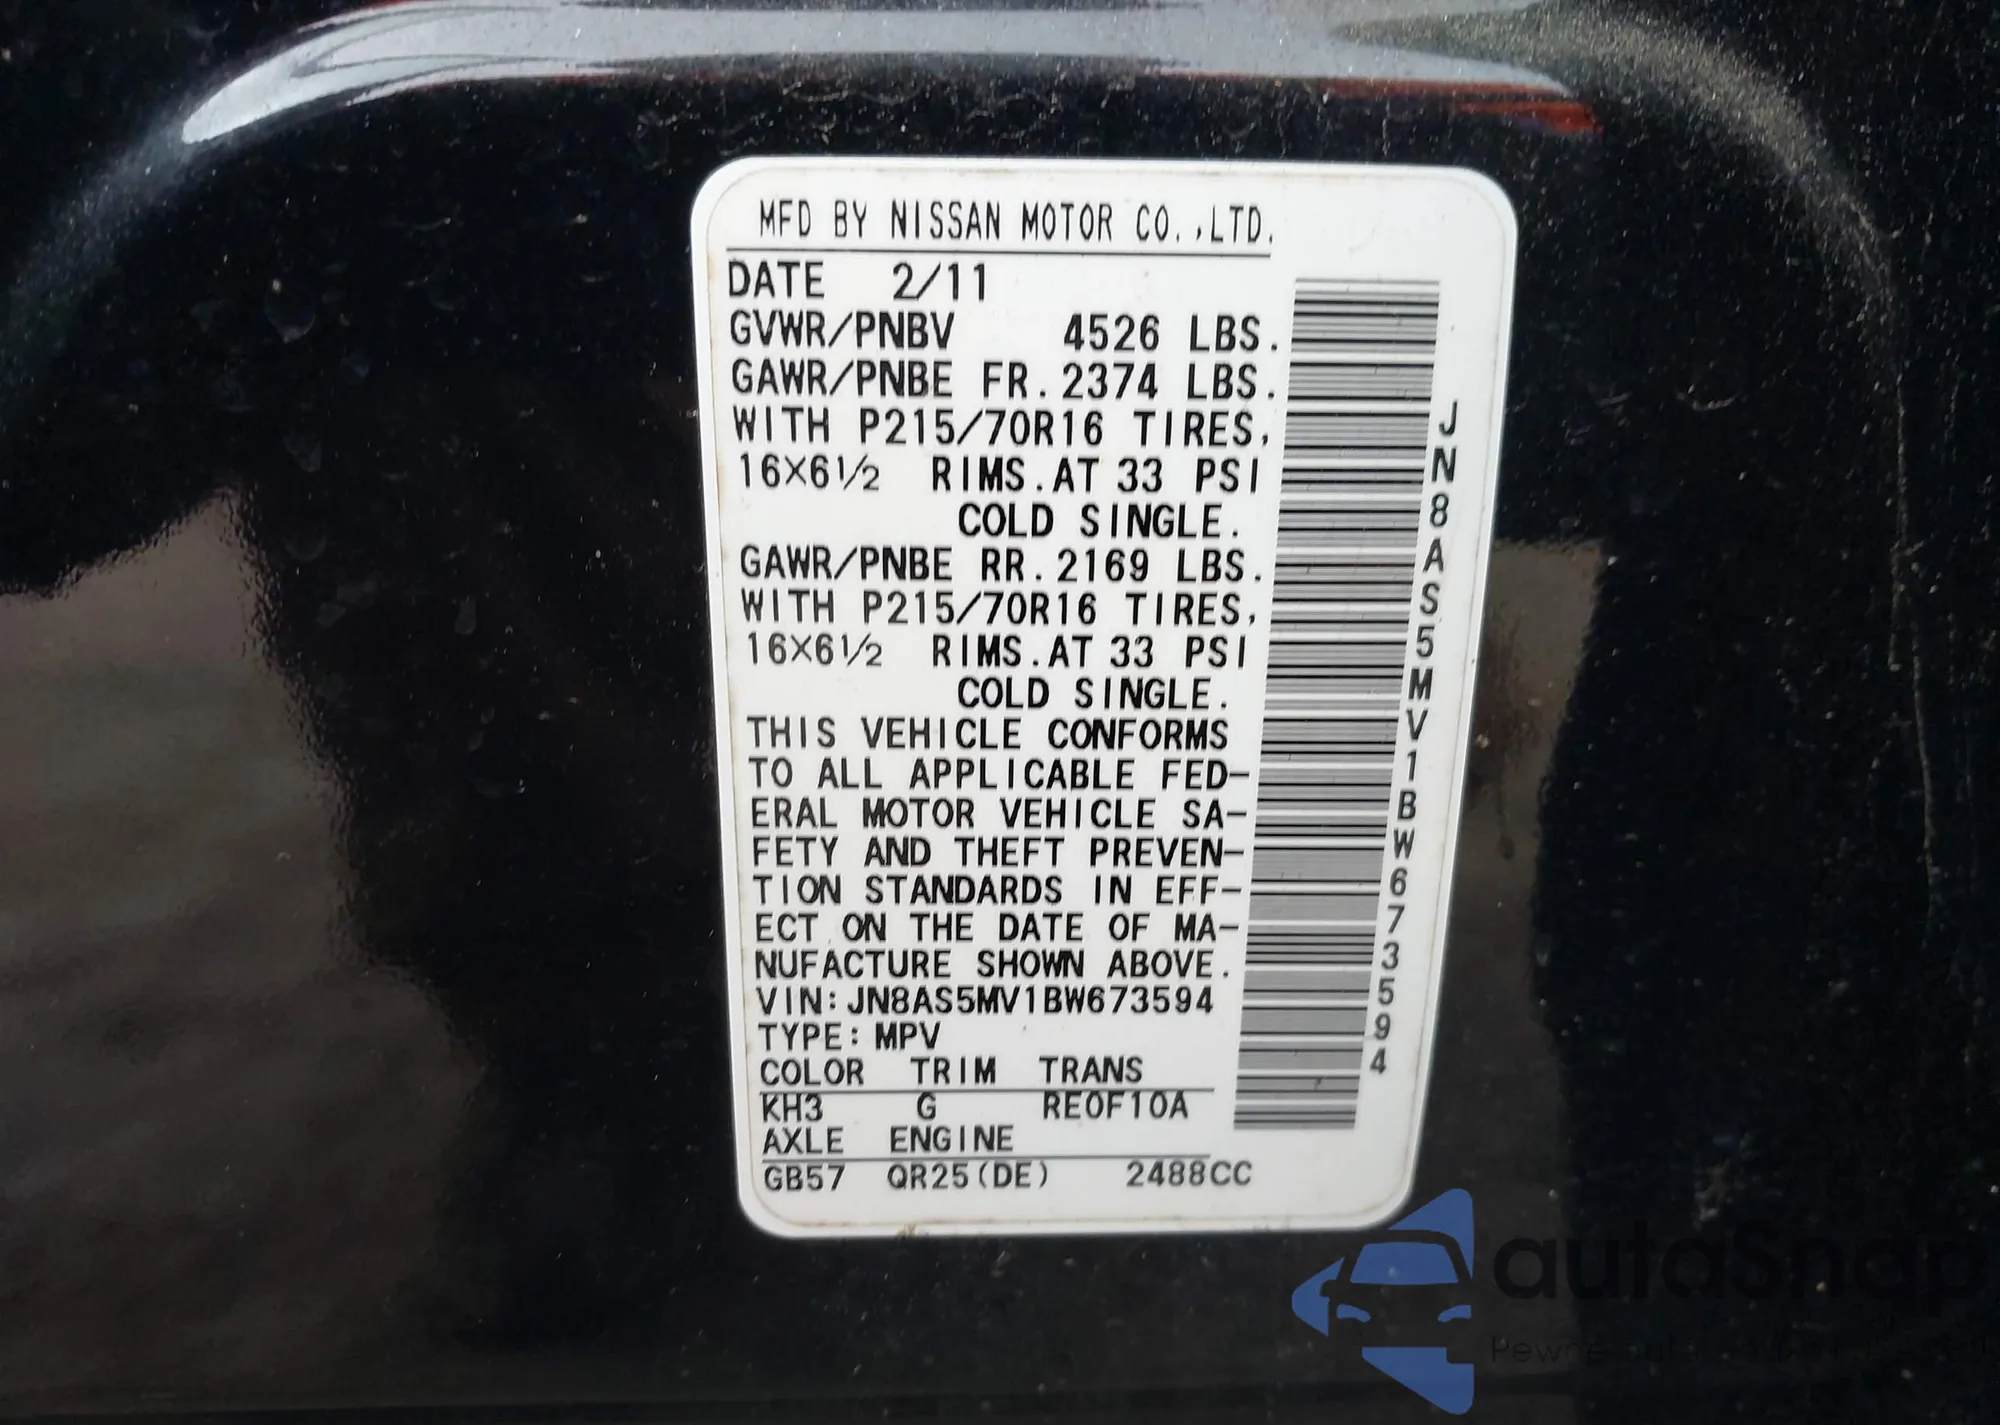 MFD BY NISSAN MOTOR CO.,LTD.
DATE 2/11
GVWR/PNBV 4526 LBS.
GAWR/PNBE FR.2374 LBS.
WITH P215/70R16 TIRES,
16X6½ RIMS.AT 33 PSI
COLD SINGLE.
GAWR/PNBE RR.2169 LBS.
WITH P215/70R16 TIRES,
16X6½ RIMS.AT 33 PSI
COLD SINGLE.
THIS VEHICLE CONFORMS
TO ALL APPLICABLE FED-
ERAL MOTOR VEHICLE SA-
FETY AND THEFT PREVEN-
TION STANDARDS IN EFF-
ECT ON THE DATE OF MA-
NUFACTURE SHOWN ABOVE.
VIN:JN8AS5MV1BW673594
TYPE:MPV
COLOR TRIM TRANS
KH3 G RE0F10A
AXLE ENGINE
GB57 QR25(DE) 2488CC
JN8AS5MV1BW673594
autaSnap